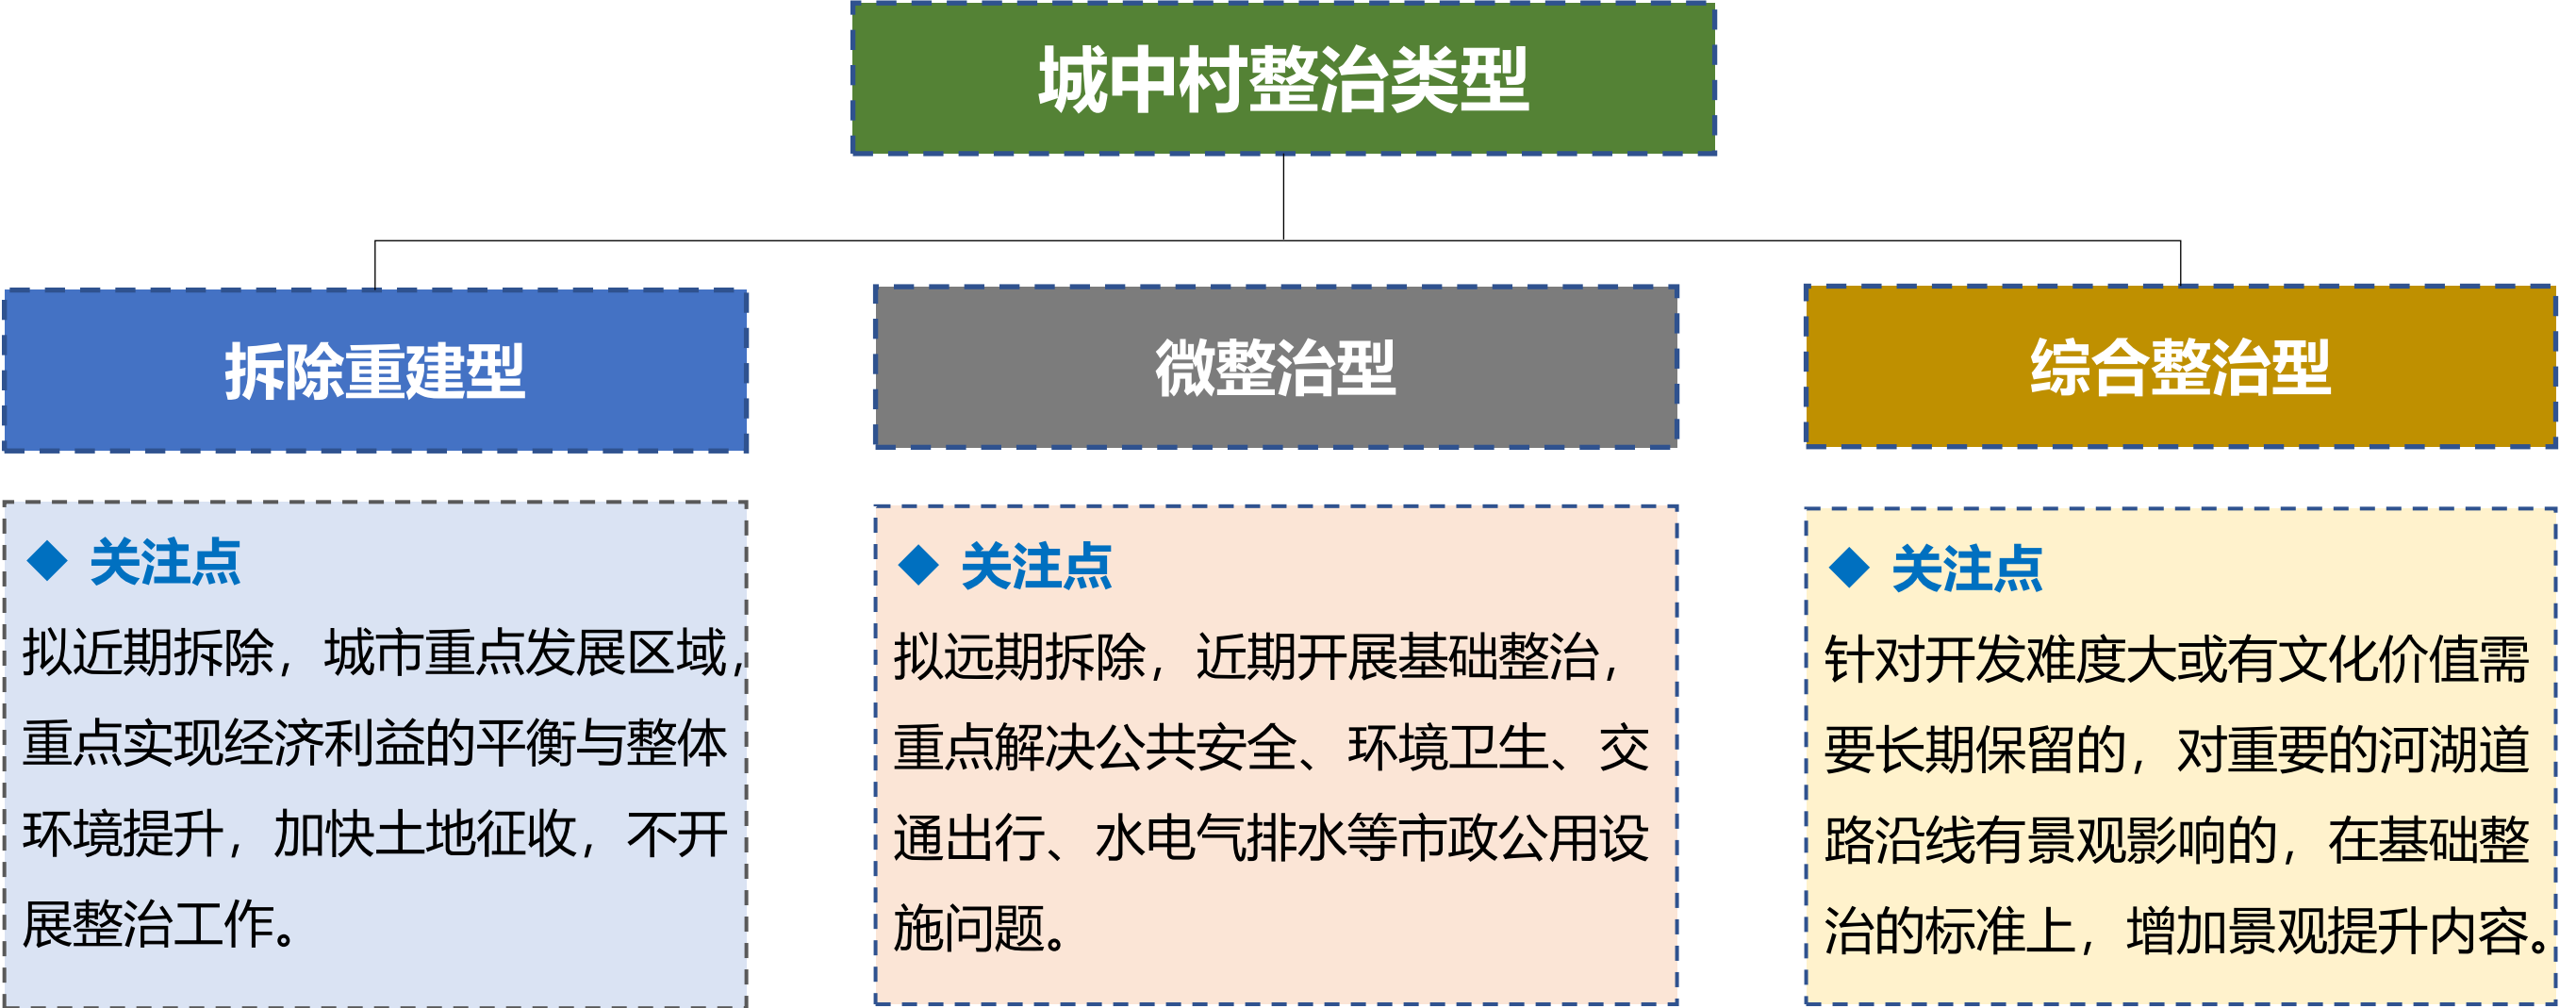 城中村整治类型
拆除重建型
微整治型
综合整治型
◆ 关注点
拟近期拆除，城市重点发展区域，
重点实现经济利益的平衡与整体
环境提升，加快土地征收，不开
展整治工作。
◆ 关注点
拟远期拆除，近期开展基础整治，
重点解决公共安全、环境卫生、交
通出行、水电气排水等市政公用设
施问题。
◆ 关注点
针对开发难度大或有文化价值需
要长期保留的，对重要的河湖道
路沿线有景观影响的，在基础整
治的标准上，增加景观提升内容。